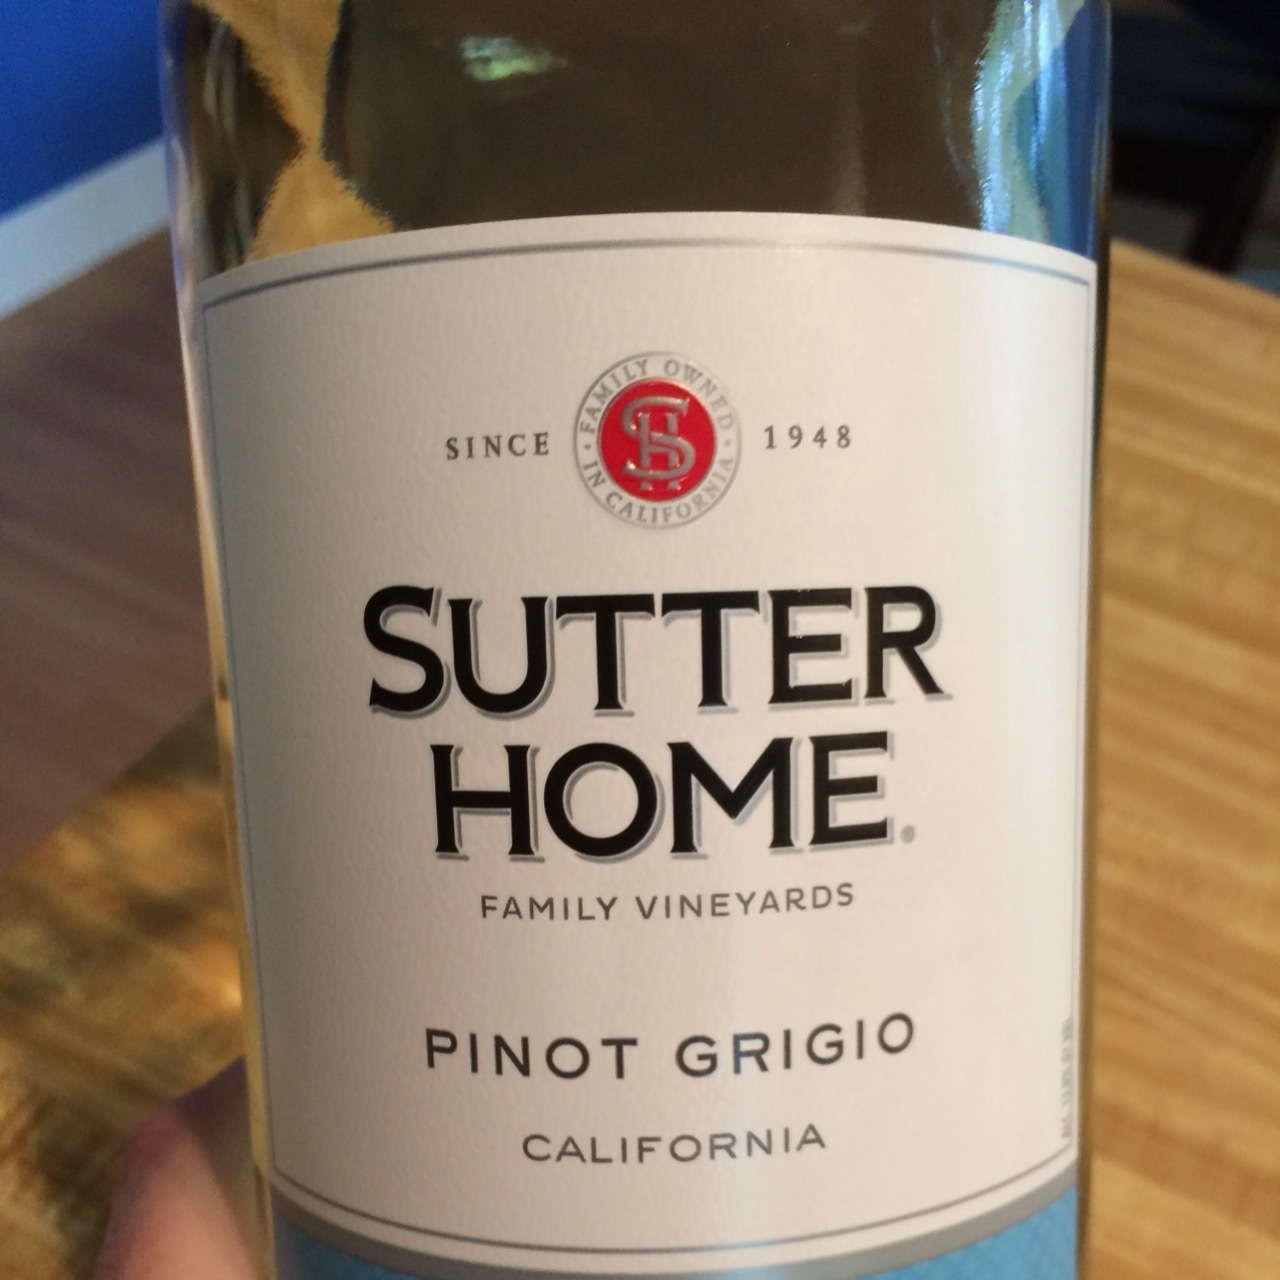 FAMILY OWNED
SINCE SH 1948
IN CALIFORNIA
SUTTER
HOME®
FAMILY VINEYARDS
PINOT GRIGIO
CALIFORNIA